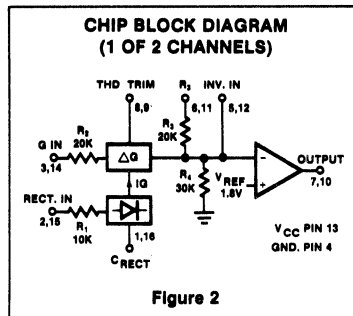 CHIP BLOCK DIAGRAM
(1 OF 2 CHANNELS)
THD TRIM
8,9
R3
6,11
INV. IN
5,12
R3
20K
G IN
3,14
R2
20K
ΔG
IG
RECT. IN
2,15
R1
10K
1,16
CRECT
R4
30K
VREF
1.8V
−
+
OUTPUT
7,10
VCC PIN 13
GND. PIN 4
Figure 2